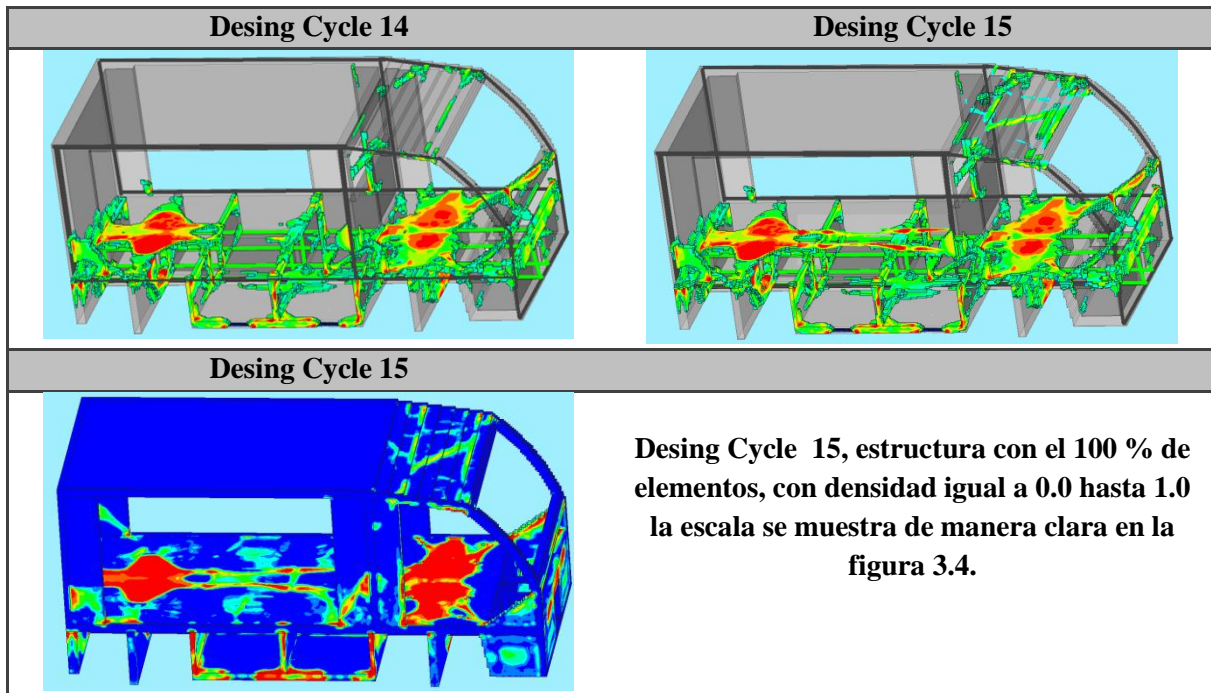 Desing Cycle 14
Desing Cycle 15
Desing Cycle 15
Desing Cycle 15, estructura con el 100 % de
elementos, con densidad igual a 0.0 hasta 1.0
la escala se muestra de manera clara en la
figura 3.4.